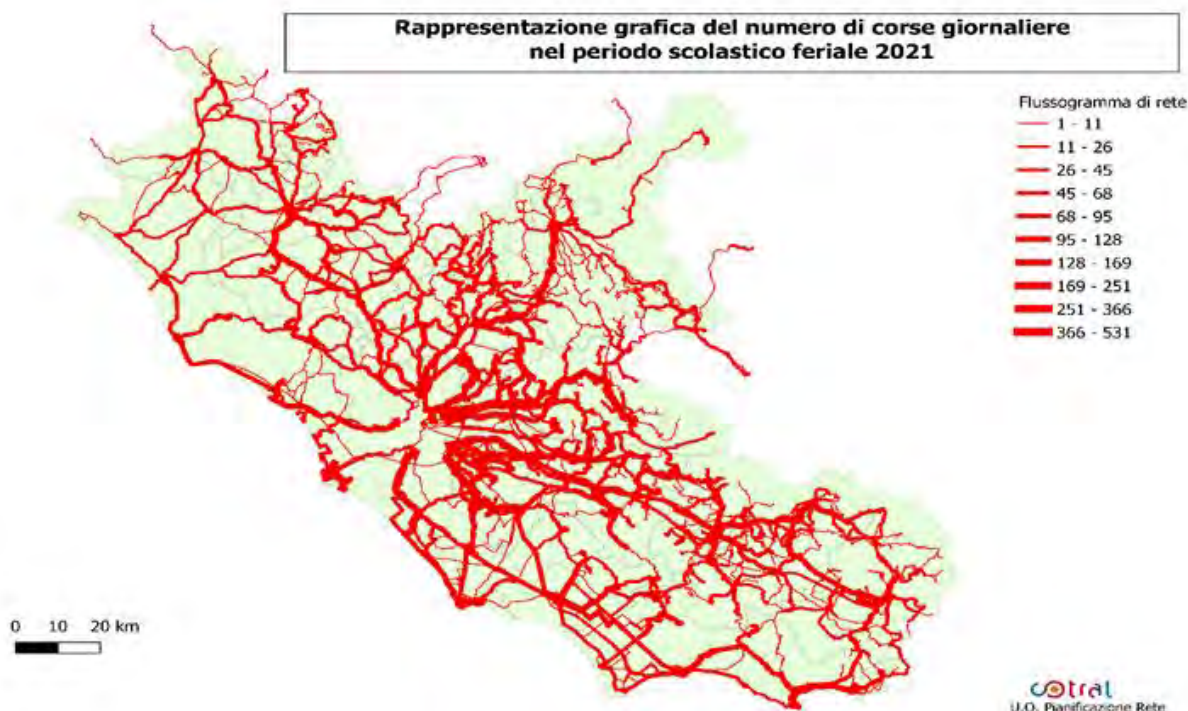 Rappresentazione grafica del numero di corse giornaliere
nel periodo scolastico feriale 2021
Flussogramma di rete
1 - 11
11 - 26
26 - 45
45 - 68
68 - 95
95 - 128
128 - 169
169 - 251
251 - 366
366 - 531
0 10 20 km
cotral
U.O. Pianificazione Rete